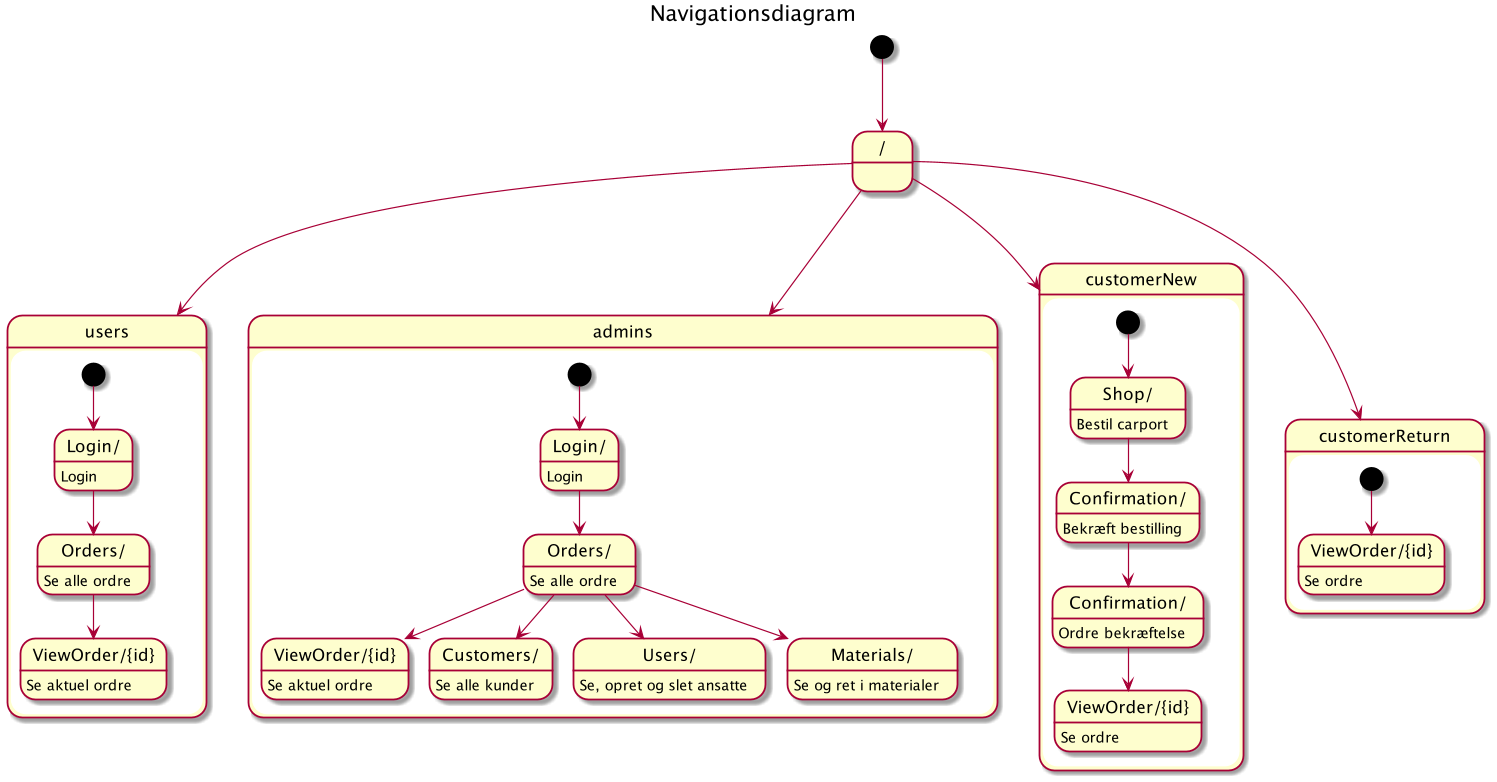 Navigationsdiagram
/
users
Login/
Login
Orders/
Se alle ordre
ViewOrder/{id}
Se aktuel ordre
admins
Login/
Login
Orders/
Se alle ordre
ViewOrder/{id}
Se aktuel ordre
Customers/
Se alle kunder
Users/
Se, opret og slet ansatte
Materials/
Se og ret i materialer
customerNew
Shop/
Bestil carport
Confirmation/
Bekræft bestilling
Confirmation/
Ordre bekræftelse
ViewOrder/{id}
Se ordre
customerReturn
ViewOrder/{id}
Se ordre